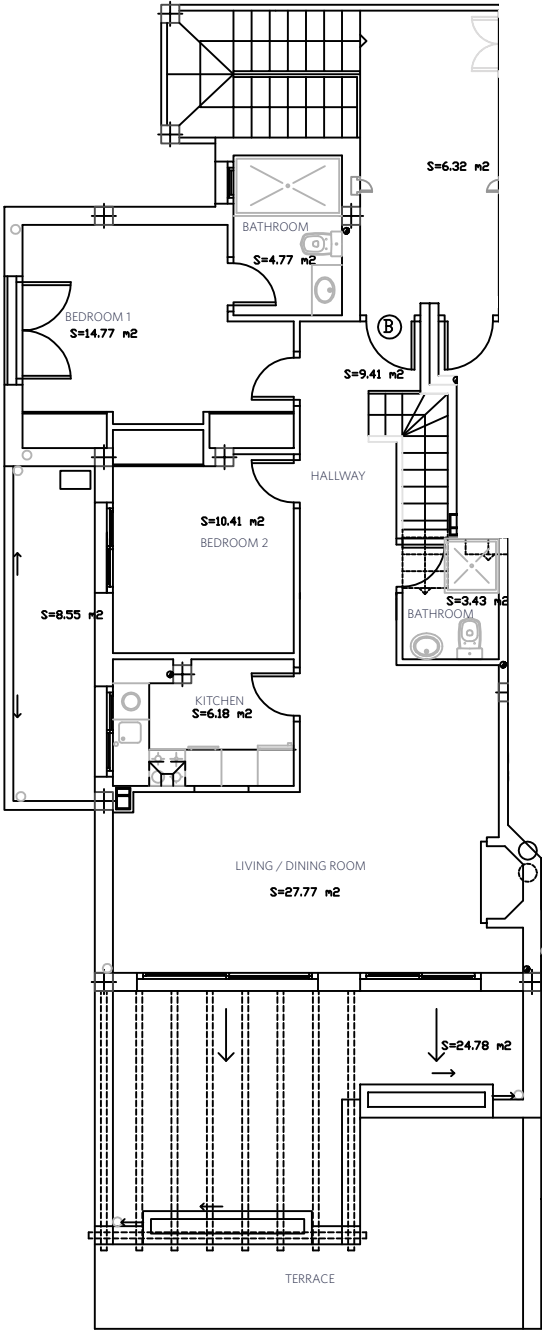 S=6.32 m2
BATHROOM
S=4.77 m2
BEDROOM 1
S=14.77 m2
B
S=9.41 m2
HALLWAY
S=10.41 m2
BEDROOM 2
S=3.43 m2
BATHROOM
S=8.55 m2
KITCHEN
S=6.18 m2
LIVING / DINING ROOM
S=27.77 m2
S=24.78 m2
TERRACE